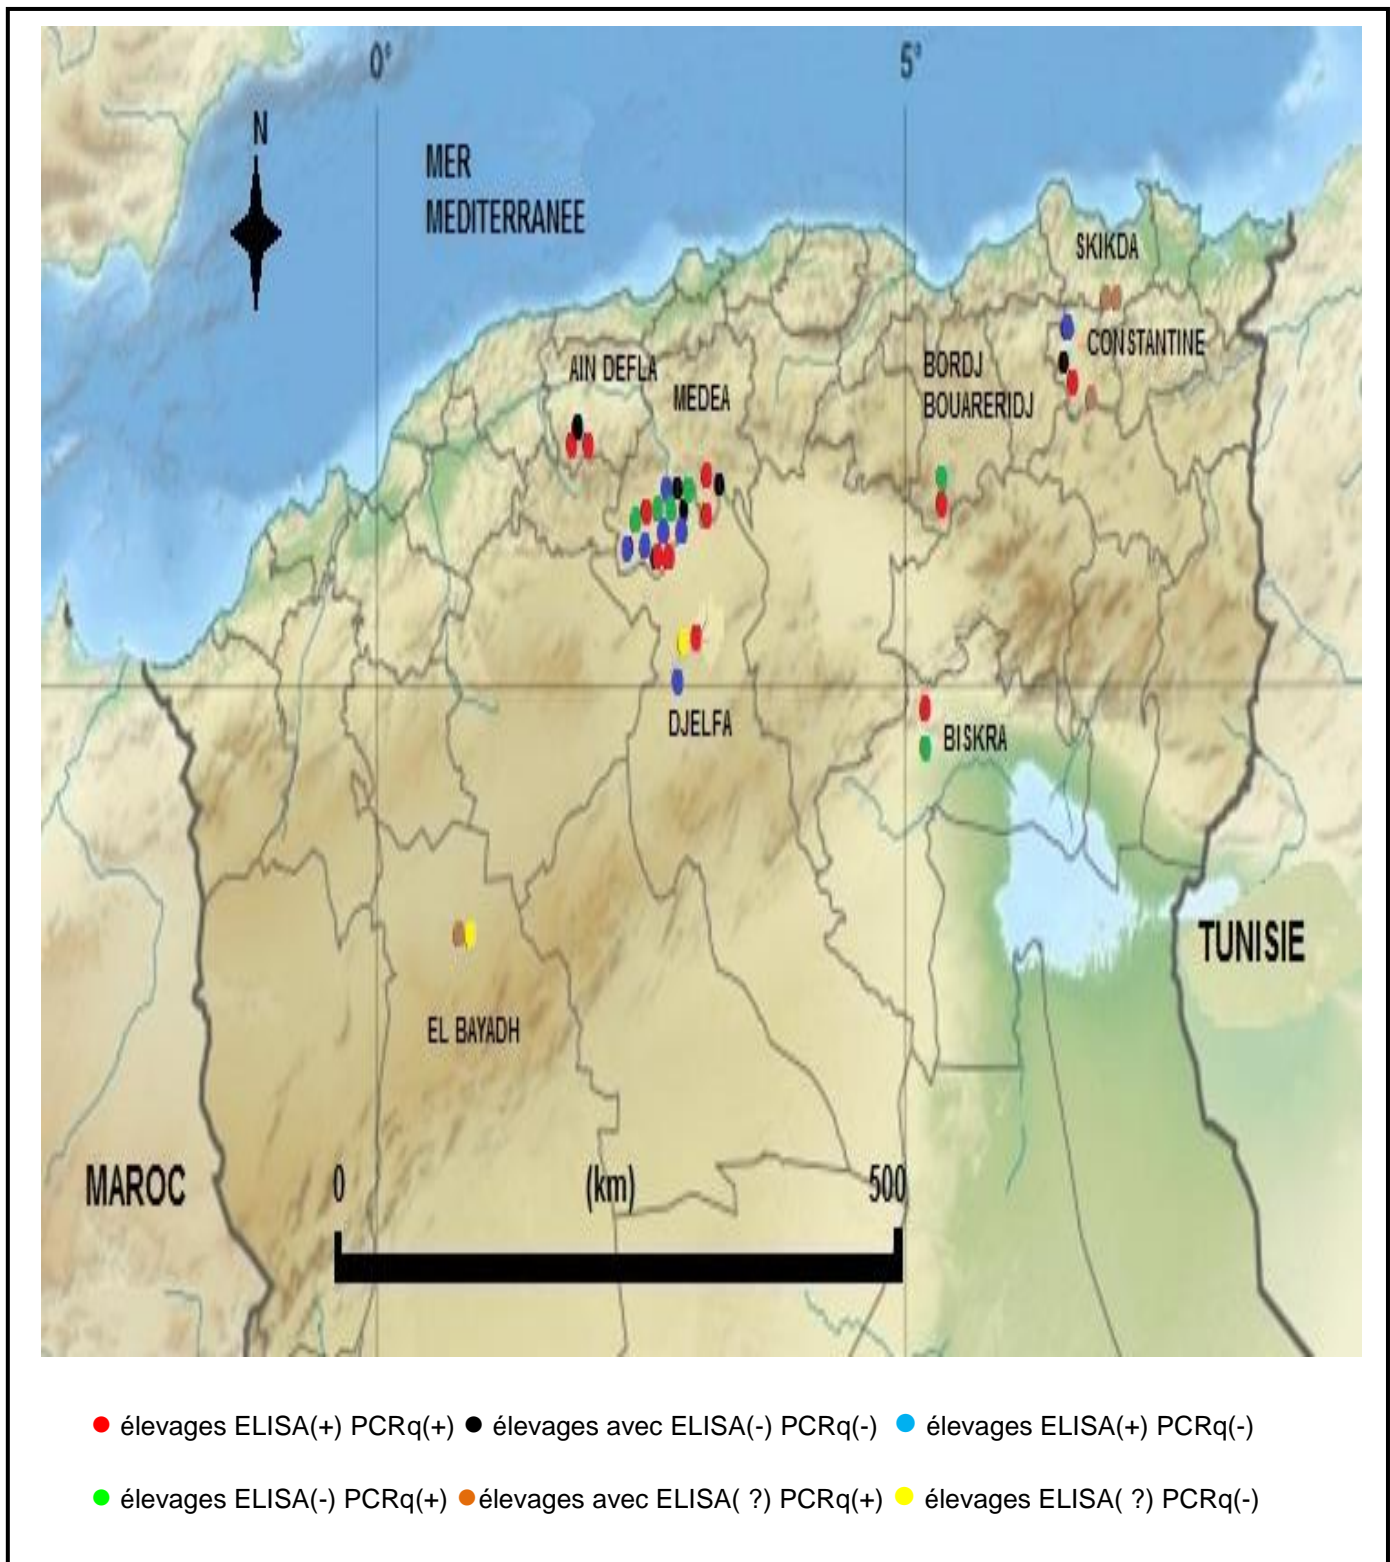 0°
5°
N
MER
MEDITERRANEE
SKIKDA
CONSTANTINE
AIN DEFLA
BORDJ
BOUARERIDJ
MEDEA
DJELFA
BISKRA
TUNISIE
EL BAYADH
MAROC
0 (km) 500
élevages ELISA(+) PCRq(+) élevages avec ELISA(-) PCRq(-) élevages ELISA(+) PCRq(-)
élevages ELISA(-) PCRq(+) élevages avec ELISA( ?) PCRq(+) élevages ELISA( ?) PCRq(-)